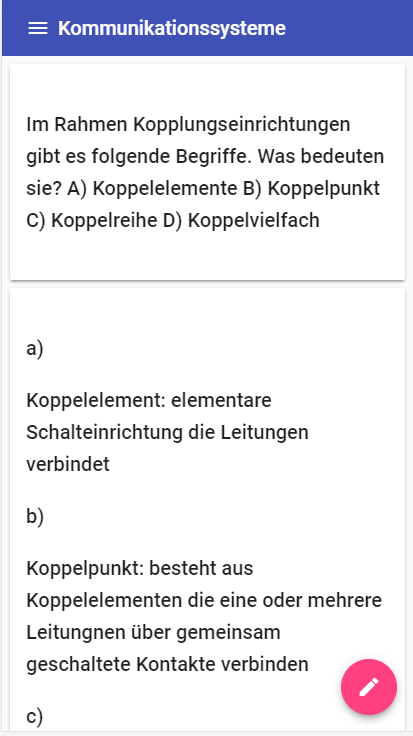 Kommunikationssysteme
Im Rahmen Kopplungseinrichtungen
gibt es folgende Begriffe. Was bedeuten
sie? A) Koppelelemente B) Koppelpunkt
C) Koppelreihe D) Koppelvielfach
a)
Koppelelement: elementare
Schalteinrichtung die Leitungen
verbindet
b)
Koppelpunkt: besteht aus
Koppelelementen die eine oder mehrere
Leitungnen über gemeinsam
geschaltete Kontakte verbinden
c)